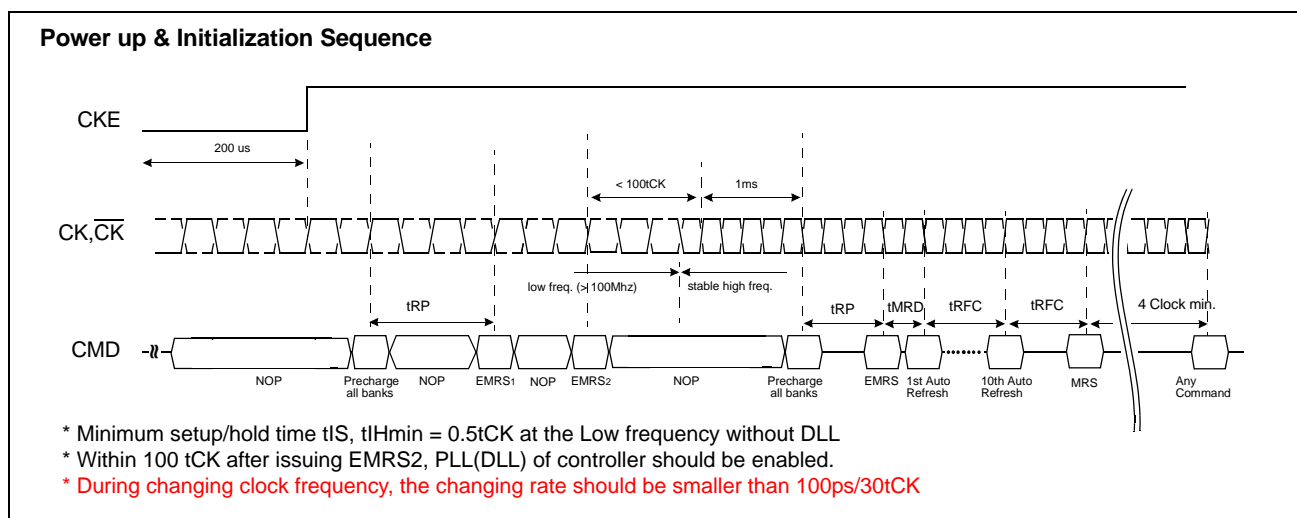 Power up & Initialization Sequence
CKE
200 us
< 100tCK
1ms
CK,CK
low freq. (> 100Mhz)
stable high freq.
tRP
tRP
tMRD
tRFC
tRFC
4 Clock min.
CMD
NOP
Precharge
all banks
NOP
EMRS1
NOP
EMRS2
NOP
Precharge
all banks
EMRS
1st Auto
Refresh
10th Auto
Refresh
MRS
Any
Command
* Minimum setup/hold time tIS, tIHmin = 0.5tCK at the Low frequency without DLL
* Within 100 tCK after issuing EMRS2, PLL(DLL) of controller should be enabled.
* During changing clock frequency, the changing rate should be smaller than 100ps/30tCK